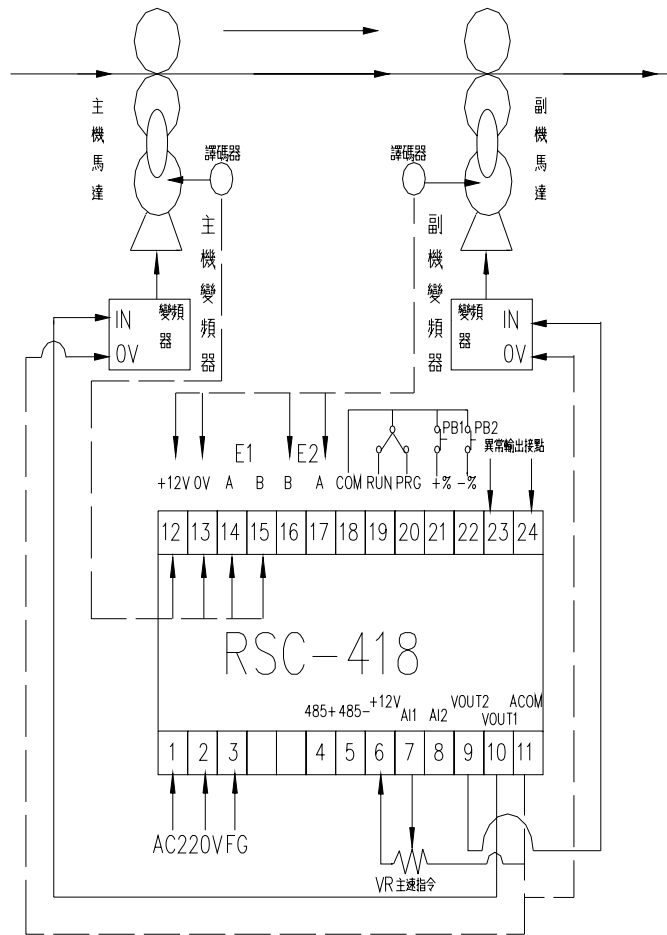 主機馬達
副機馬達
譯碼器
譯碼器
主機變頻器
副機變頻器
IN
0V
變頻器
變頻器
IN
0V
PB1 PB2
異常輸出接點
E1 E2
+12V 0V A B B A COM RUN PRG +% -%
12 13 14 15 16 17 18 19 20 21 22 23 24
RSC-418
485+ 485- +12V AI1 AI2 VOUT2 VOUT1 ACOM
1 2 3 4 5 6 7 8 9 10 11
AC220V FG
VR 主速指令